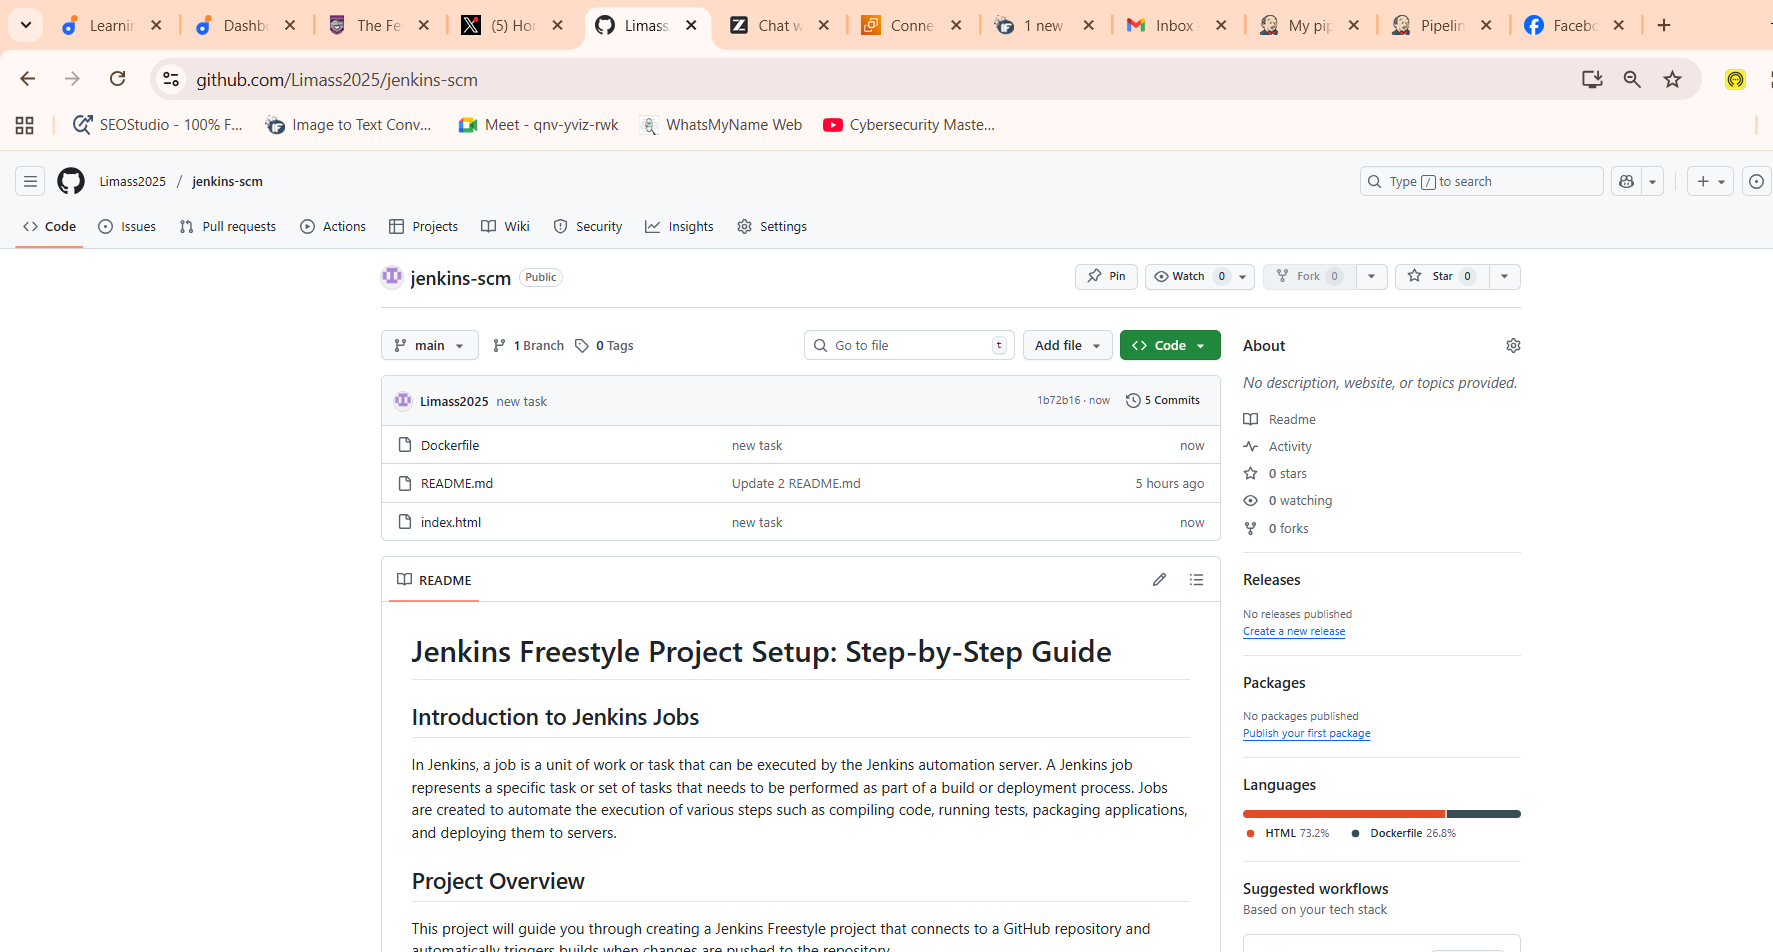 Learnin
Dashbo
The Fe
(5) Hor
Limass
Chat w
Conne
1 new
Inbox
My pip
Pipelin
Facebo
github.com/Limass2025/jenkins-scm
SEOStudio - 100% F...
Image to Text Conv...
Meet - qnv-yviz-rwk
WhatsMyName Web
Cybersecurity Maste...
Limass2025 / jenkins-scm
Type / to search
Code
Issues
Pull requests
Actions
Projects
Wiki
Security
Insights
Settings
jenkins-scm Public
Pin
Watch 0
Fork 0
Star 0
main
1 Branch
0 Tags
Go to file t
Add file
Code
Limass2025 new task
1b72b16 · now
5 Commits
Dockerfile new task now
README.md Update 2 README.md 5 hours ago
index.html new task now
README
Jenkins Freestyle Project Setup: Step-by-Step Guide
Introduction to Jenkins Jobs
In Jenkins, a job is a unit of work or task that can be executed by the Jenkins automation server. A Jenkins job
represents a specific task or set of tasks that needs to be performed as part of a build or deployment process. Jobs
are created to automate the execution of various steps such as compiling code, running tests, packaging applications,
and deploying them to servers.
Project Overview
This project will guide you through creating a Jenkins Freestyle project that connects to a GitHub repository and
automatically triggers builds when changes are pushed to the repository.
About
No description, website, or topics provided.
Readme
Activity
0 stars
0 watching
0 forks
Releases
No releases published
Create a new release
Packages
No packages published
Publish your first package
Languages
HTML 73.2%
Dockerfile 26.8%
Suggested workflows
Based on your tech stack